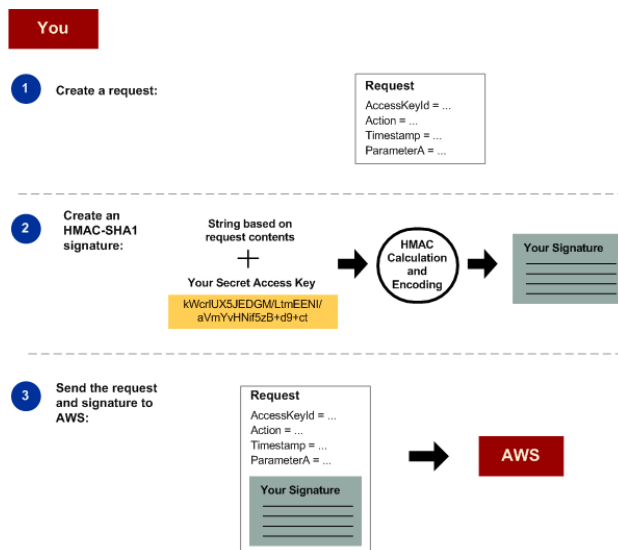 You
1
Create a request:
Request
AccessKeyId = ...
Action = ...
Timestamp = ...
ParameterA = ...
2
Create an
HMAC-SHA1
signature:
String based on
request contents
Your Secret Access Key
kWcrlUX5JEDGM/LtmEENI/
aVmYvHNif5zB+d9+ct
HMAC
Calculation
and
Encoding
Your Signature
3
Send the request
and signature to
AWS:
Request
AccessKeyId = ...
Action = ...
Timestamp = ...
ParameterA = ...
Your Signature
AWS